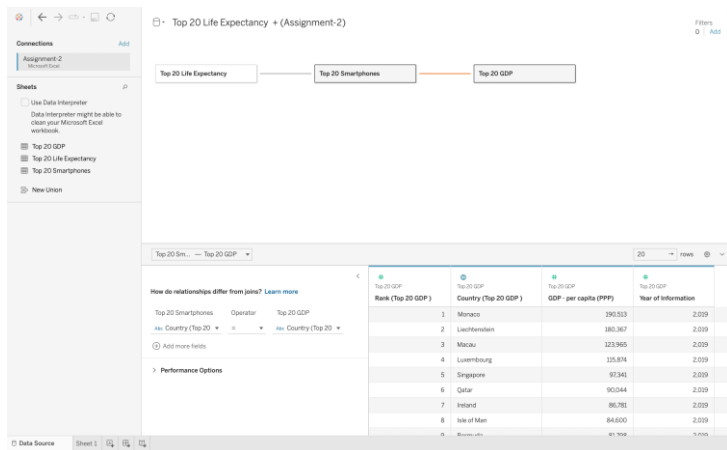 Top 20 Life Expectancy + (Assignment-2)
Filters
0 Add
Connections Add
Assignment-2
Microsoft Excel
Sheets
Use Data Interpreter
Data Interpreter might be able to
clean your Microsoft Excel
workbook.
Top 20 GDP
Top 20 Life Expectancy
Top 20 Smartphones
New Union
Top 20 Life Expectancy Top 20 Smartphones Top 20 GDP
Top 20 Sm... — Top 20 GDP
20 → rows
How do relationships differ from joins? Learn more
Top 20 Smartphones Operator Top 20 GDP
Abc Country (Top 20 = Abc Country (Top 20
Add more fields
> Performance Options
# # #
Top 20 GDP Top 20 GDP Top 20 GDP Top 20 GDP
Rank (Top 20 GDP ) Country (Top 20 GDP ) GDP - per capita (PPP) Year of Information
1 Monaco 190,513 2,019
2 Liechtenstein 180,367 2,019
3 Macau 123,965 2,019
4 Luxembourg 115,874 2,019
5 Singapore 97,341 2,019
6 Qatar 90,044 2,019
7 Ireland 86,781 2,019
8 Isle of Man 84,600 2,019
9 Bermuda 81,798 2,019
Data Source Sheet 1